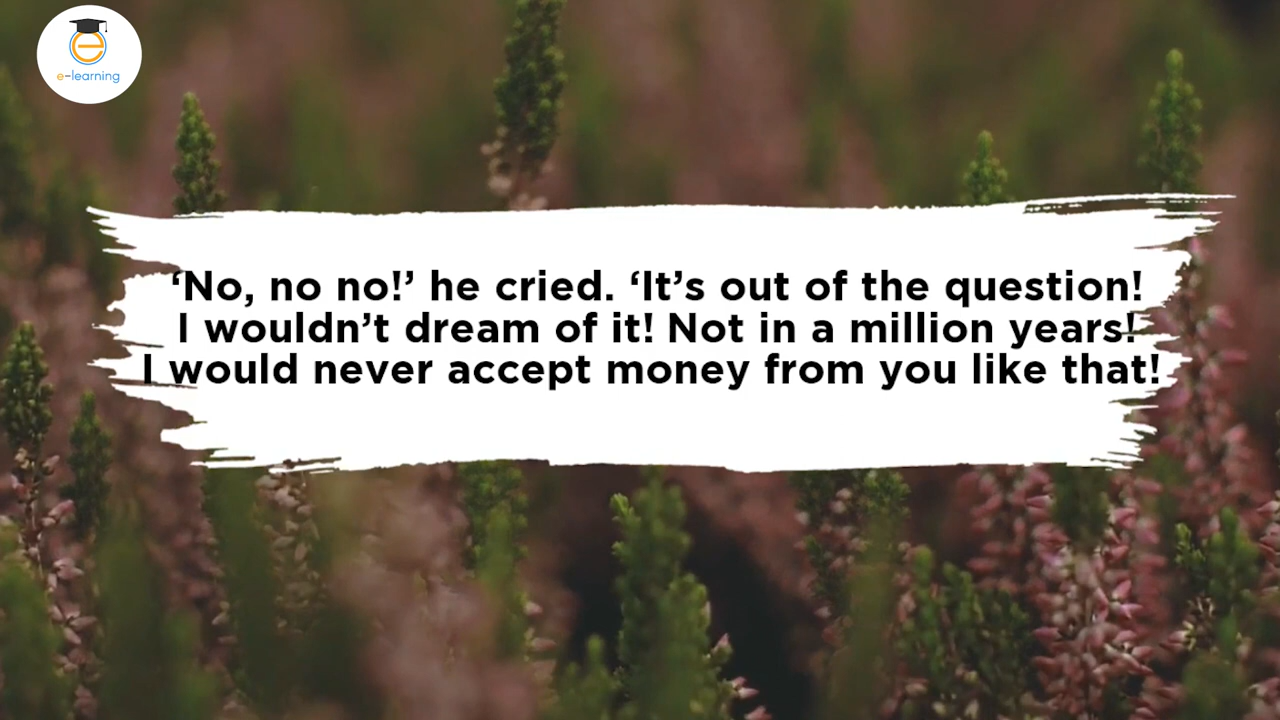 e-learning
‘No, no no!’ he cried. ‘It’s out of the question!
I wouldn’t dream of it! Not in a million years!
I would never accept money from you like that!